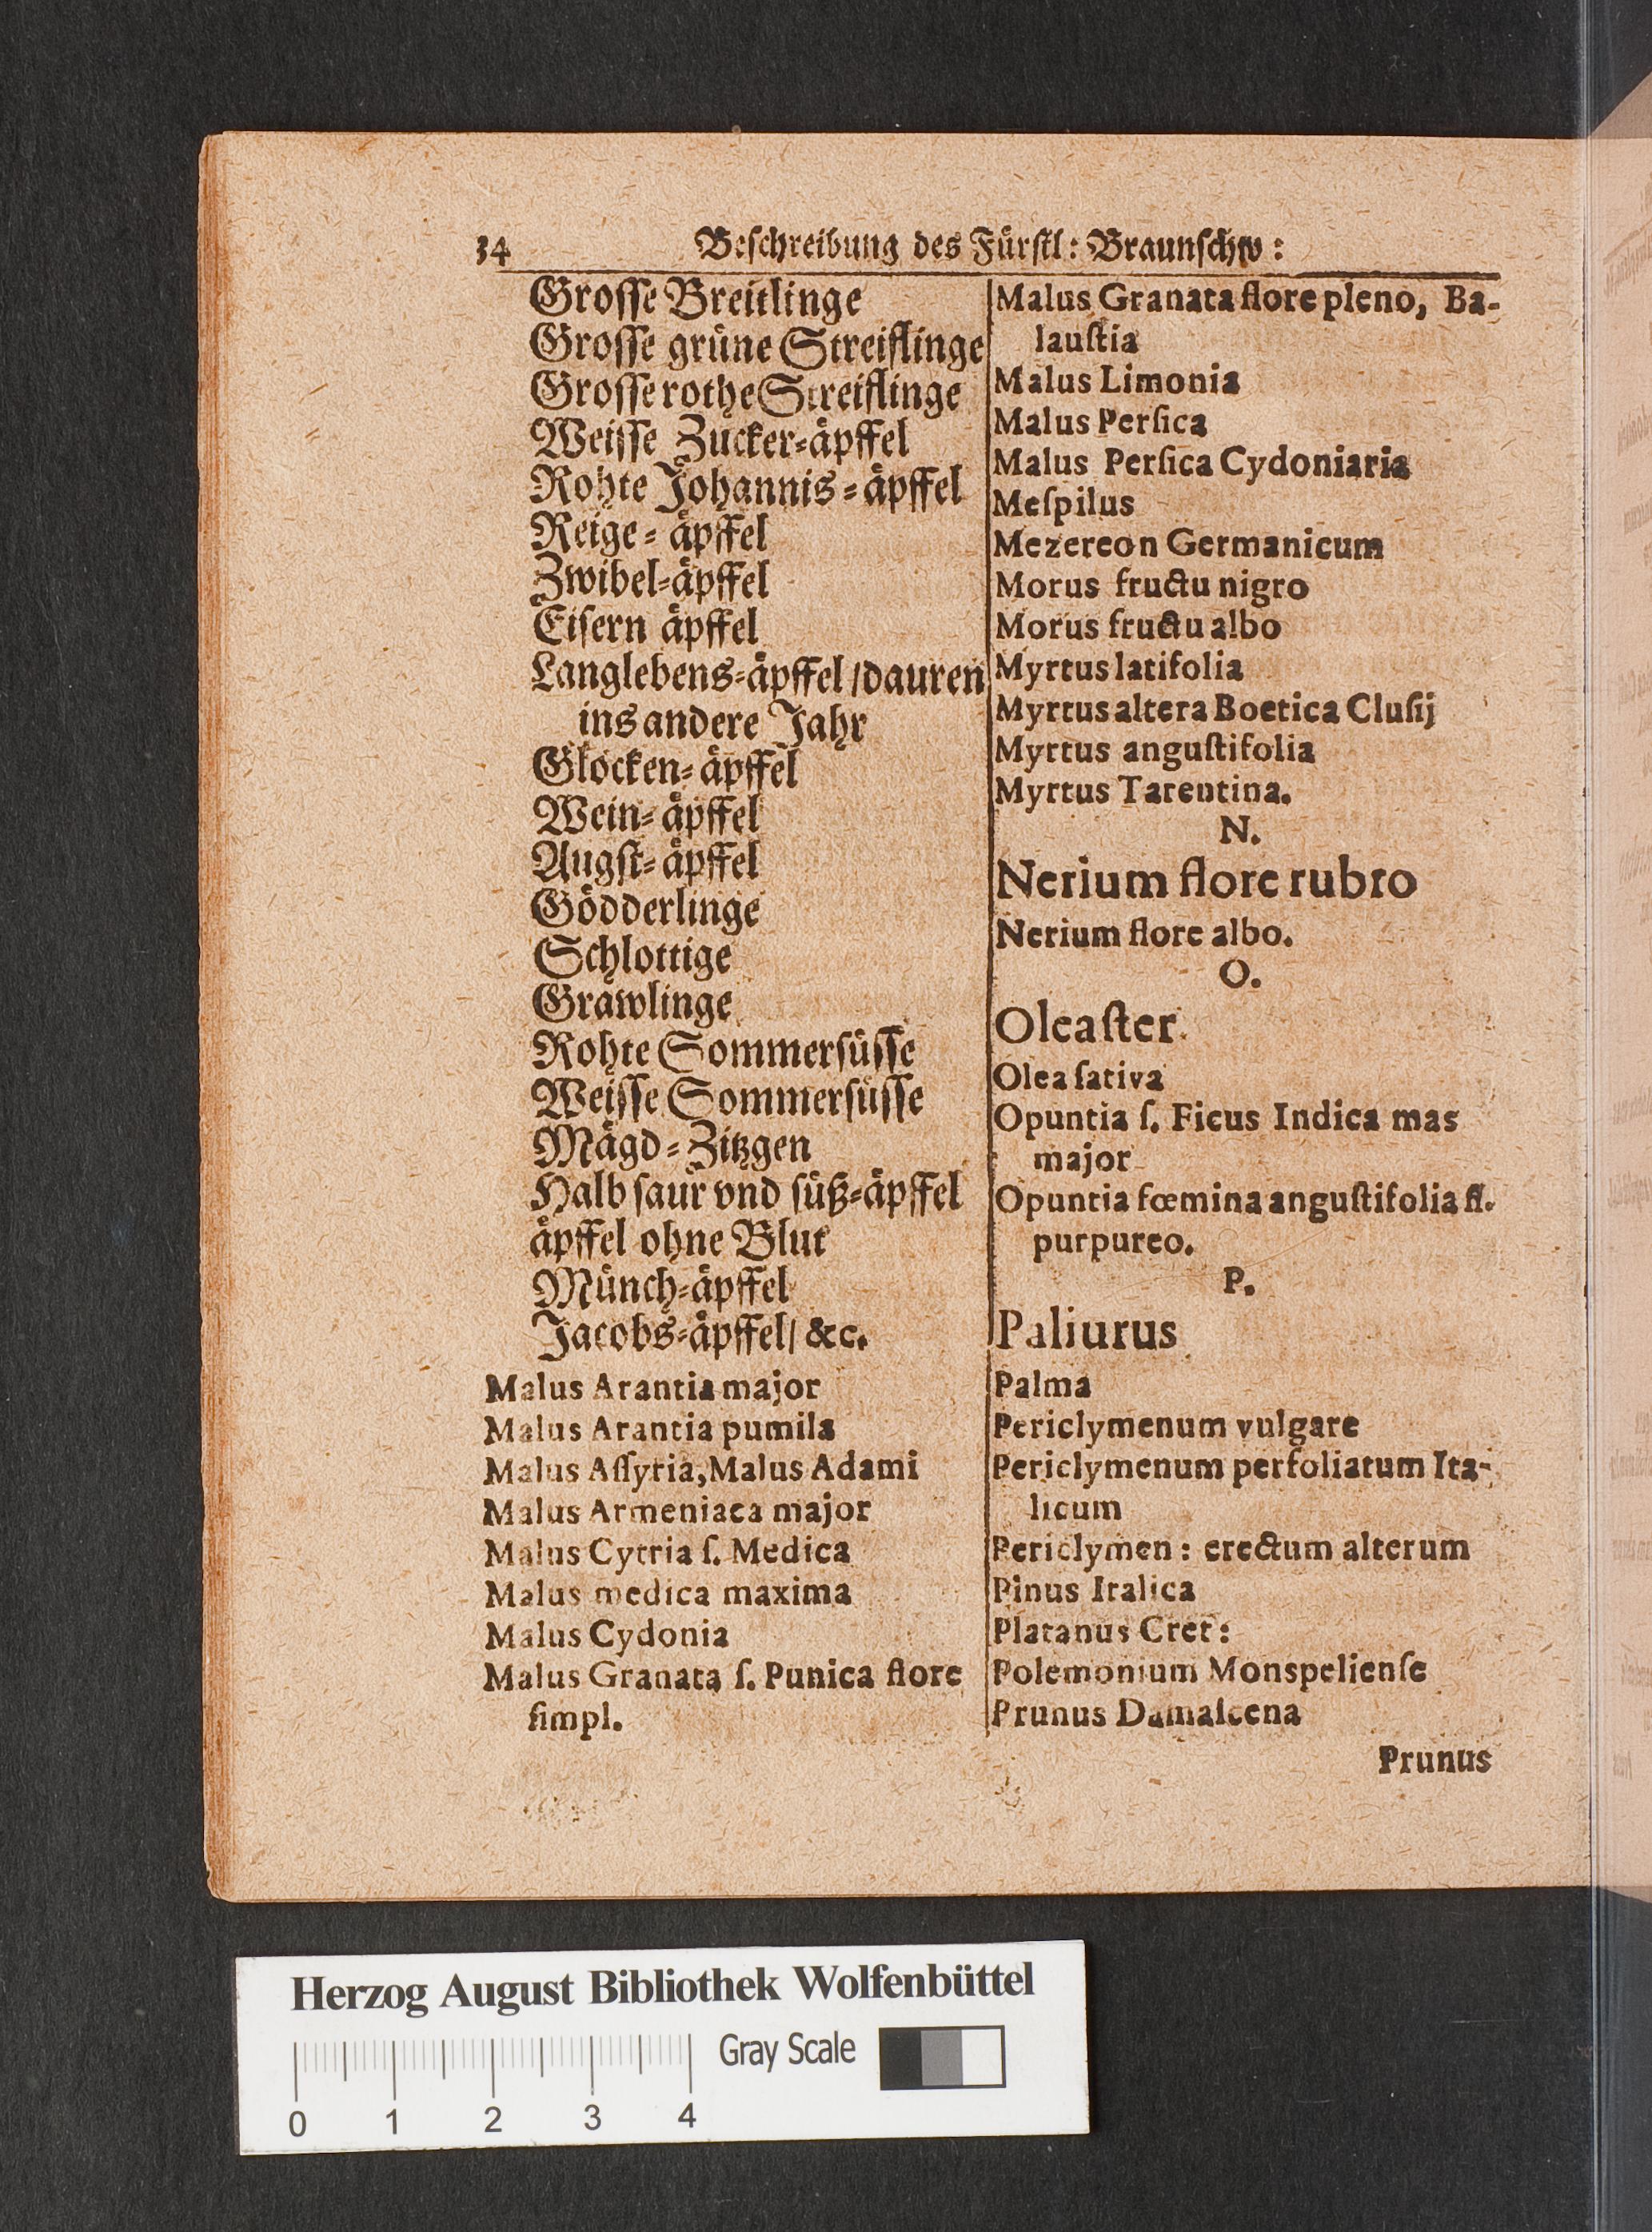 34 Beſchreibung des Fürſtl: Braunſchw:
Groſſe Breitlinge
Groſſe grüne Streiflinge
Groſſe rothe Streiflinge
Weiſſe Zucker-äpffel
Rohte Johannis-äpffel
Reige-äpffel
Zwibel-äpffel
Eiſern äpffel
Langlebens-äpffel / dauren
ins andere Jahr
Glocken-äpffel
Wein-äpffel
Augſt-äpffel
Gödderlinge
Schlottige
Grawlinge
Rohte Sommerſüſſe
Weiſſe Sommerſüſſe
Mägd-Zitzgen
Halb ſaur vnd ſüß-äpffel
äpffel ohne Blut
Münch-äpffel
Jacobs-äpffel / &c.
Malus Arantia major
Malus Arantia pumila
Malus Aſſyria, Malus Adami
Malus Armeniaca major
Malus Cytria ſ. Medica
Malus medica maxima
Malus Cydonia
Malus Granata ſ. Punica flore
ſimpl.
Malus Granata flore pleno, Ba-
lauſtia
Malus Limonia
Malus Perſica
Malus Perſica Cydoniaria
Meſpilus
Mezereon Germanicum
Morus fructu nigro
Morus fructu albo
Myrtus latifolia
Myrtus altera Boetica Cluſij
Myrtus anguſtifolia
Myrtus Tarentina.
N.
Nerium flore rubro
Nerium flore albo.
O.
Oleaſter
Olea ſativa
Opuntia ſ. Ficus Indica mas
major
Opuntia fœmina anguſtifolia fl.
purpureo.
P.
Paliurus
Palma
Periclymenum vulgare
Periclymenum perfoliatum Ita-
licum
Periclymen: erectum alterum
Pinus Italica
Platanus Cret:
Polemonium Monspelienſe
Prunus Damaſcena
Prunus
Herzog August Bibliothek Wolfenbüttel
Gray Scale
0 1 2 3 4